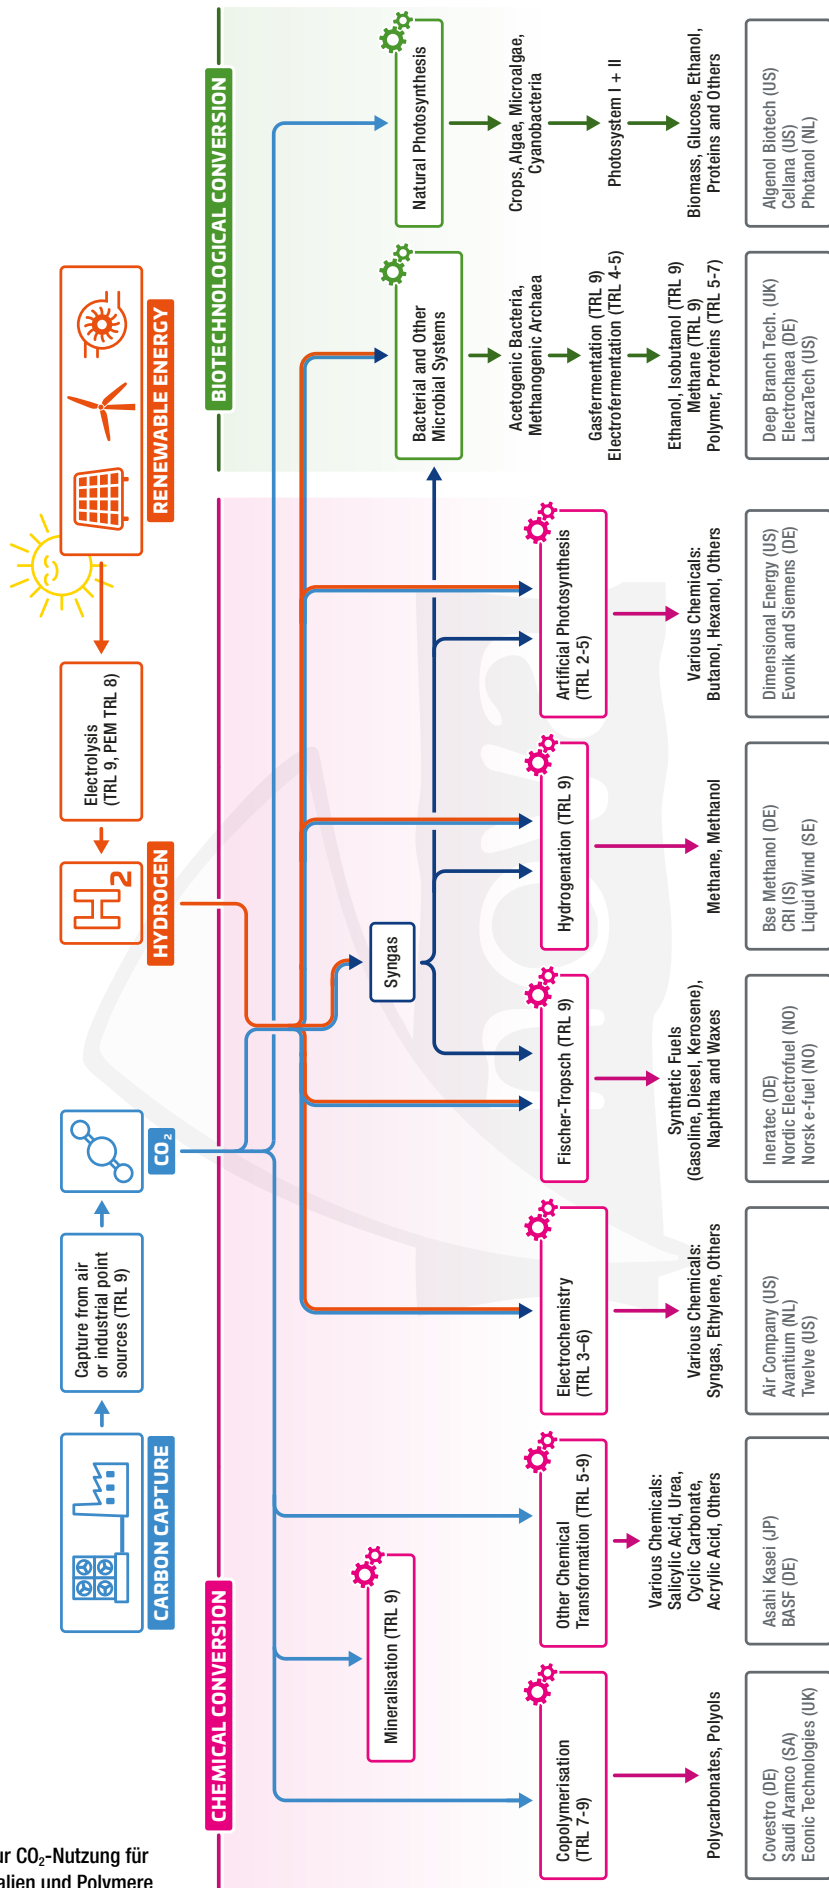 CARBON CAPTURE
Capture from air
or industrial point
sources (TRL 9)
CO₂
H₂
HYDROGEN
Electrolysis
(TRL 9, PEM TRL 8)
RENEWABLE ENERGY
CHEMICAL CONVERSION
BIOTECHNOLOGICAL CONVERSION
Mineralisation (TRL 9)
Syngas
Copolymerisation
(TRL 7-9)
Polycarbonates, Polyols
Covestro (DE)
Saudi Aramco (SA)
Econic Technologies (UK)
Other Chemical
Transformation (TRL 5-9)
Various Chemicals:
Salicylic Acid, Urea,
Cyclic Carbonate,
Acrylic Acid, Others
Asahi Kasei (JP)
BASF (DE)
Electrochemistry
(TRL 3–6)
Various Chemicals:
Syngas, Ethylene, Others
Air Company (US)
Avantium (NL)
Twelve (US)
Fischer-Tropsch (TRL 9)
Synthetic Fuels
(Gasoline, Diesel, Kerosene),
Naphtha and Waxes
Ineratec (DE)
Nordic Electrofuel (NO)
Norsk e-fuel (NO)
Hydrogenation (TRL 9)
Methane, Methanol
Bse Methanol (DE)
CRI (IS)
Liquid Wind (SE)
Artificial Photosynthesis
(TRL 2-5)
Various Chemicals:
Butanol, Hexanol, Others
Dimensional Energy (US)
Evonik and Siemens (DE)
Bacterial and Other
Microbial Systems
Acetogenic Bacteria,
Methanogenic Archaea
Gasfermentation (TRL 9)
Electrofermentation (TRL 4-5)
Ethanol, Isobutanol (TRL 9)
Methane (TRL 9)
Polymer, Proteins (TRL 5-7)
Deep Branch Tech. (UK)
Electrochaea (DE)
LanzaTech (US)
Natural Photosynthesis
Crops, Algae, Microalgae,
Cyanobacteria
Photosystem I + II
Biomass, Glucose, Ethanol,
Proteins and Others
Algenol Biotech (US)
Cellana (US)
Photanol (NL)
ur CO₂-Nutzung für
alien und Polymere